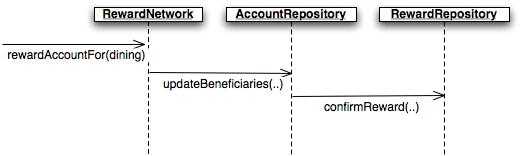 RewardNetwork
AccountRepository
RewardRepository
rewardAccountFor(dining)
updateBeneficiaries(..)
confirmReward(..)